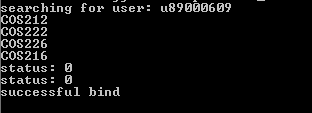 searching for user: u89000609
COS212
COS222
COS226
COS216
status: 0
status: 0
successful bind